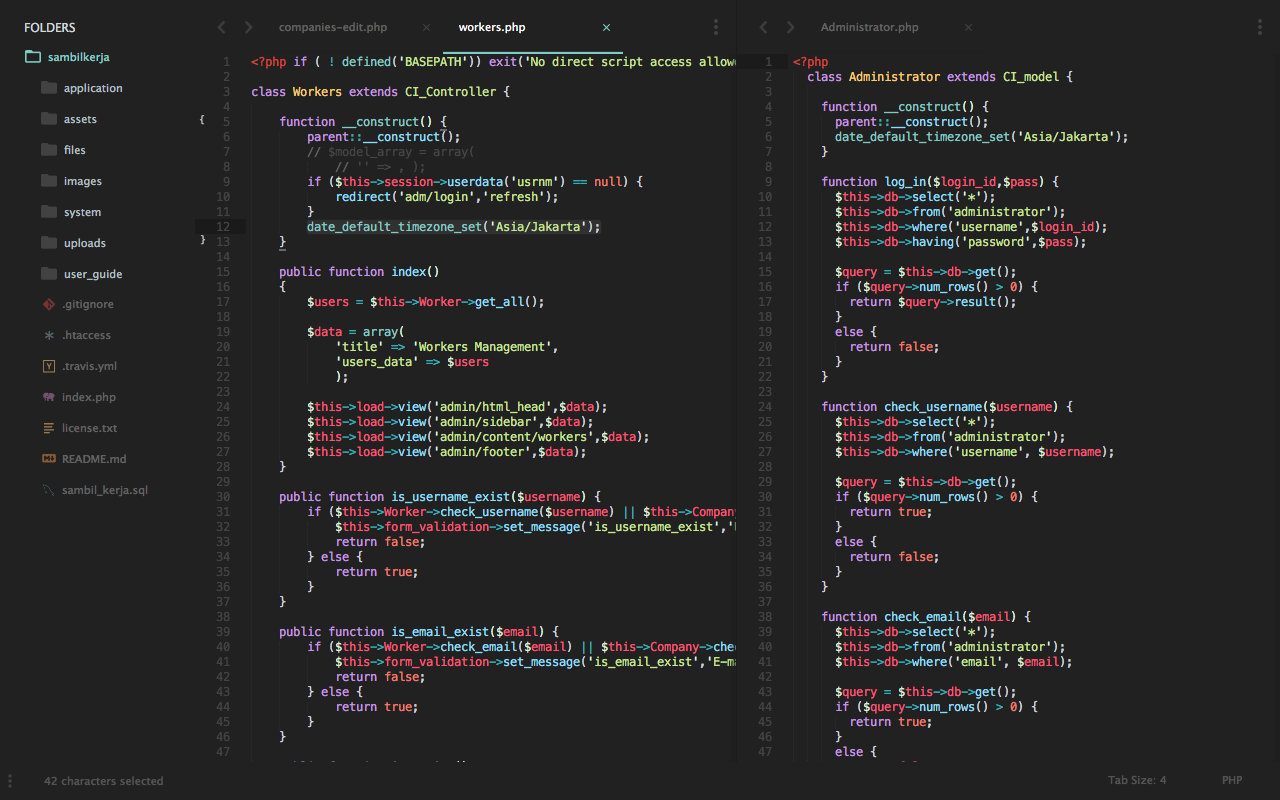 FOLDERS
sambilkerja
application
assets
files
images
system
uploads
user_guide
.gitignore
.htaccess
.travis.yml
index.php
license.txt
README.md
sambil_kerja.sql
companies-edit.php
workers.php
1 <?php if ( ! defined('BASEPATH')) exit('No direct script access allow
2
3 class Workers extends CI_Controller {
4
5 function __construct() {
6 parent::__construct();
7 // $model_array = array(
8 // '' => , );
9 if ($this->session->userdata('usrnm') == null) {
10 redirect('adm/login','refresh');
11 }
12 date_default_timezone_set('Asia/Jakarta');
13 }
14
15 public function index()
16 {
17 $users = $this->Worker->get_all();
18
19 $data = array(
20 'title' => 'Workers Management',
21 'users_data' => $users
22 );
23
24 $this->load->view('admin/html_head',$data);
25 $this->load->view('admin/sidebar',$data);
26 $this->load->view('admin/content/workers',$data);
27 $this->load->view('admin/footer',$data);
28 }
29
30 public function is_username_exist($username) {
31 if ($this->Worker->check_username($username) || $this->Company
32 $this->form_validation->set_message('is_username_exist','
33 return false;
34 } else {
35 return true;
36 }
37 }
38
39 public function is_email_exist($email) {
40 if ($this->Worker->check_email($email) || $this->Company->chec
41 $this->form_validation->set_message('is_email_exist','E-ma
42 return false;
43 } else {
44 return true;
45 }
46 }
47
Administrator.php
1 <?php
2 class Administrator extends CI_model {
3
4 function __construct() {
5 parent::__construct();
6 date_default_timezone_set('Asia/Jakarta');
7 }
8
9 function log_in($login_id,$pass) {
10 $this->db->select('*');
11 $this->db->from('administrator');
12 $this->db->where('username',$login_id);
13 $this->db->having('password',$pass);
14
15 $query = $this->db->get();
16 if ($query->num_rows() > 0) {
17 return $query->result();
18 }
19 else {
20 return false;
21 }
22 }
23
24 function check_username($username) {
25 $this->db->select('*');
26 $this->db->from('administrator');
27 $this->db->where('username', $username);
28
29 $query = $this->db->get();
30 if ($query->num_rows() > 0) {
31 return true;
32 }
33 else {
34 return false;
35 }
36 }
37
38 function check_email($email) {
39 $this->db->select('*');
40 $this->db->from('administrator');
41 $this->db->where('email', $email);
42
43 $query = $this->db->get();
44 if ($query->num_rows() > 0) {
45 return true;
46 }
47 else {
42 characters selected
Tab Size: 4
PHP